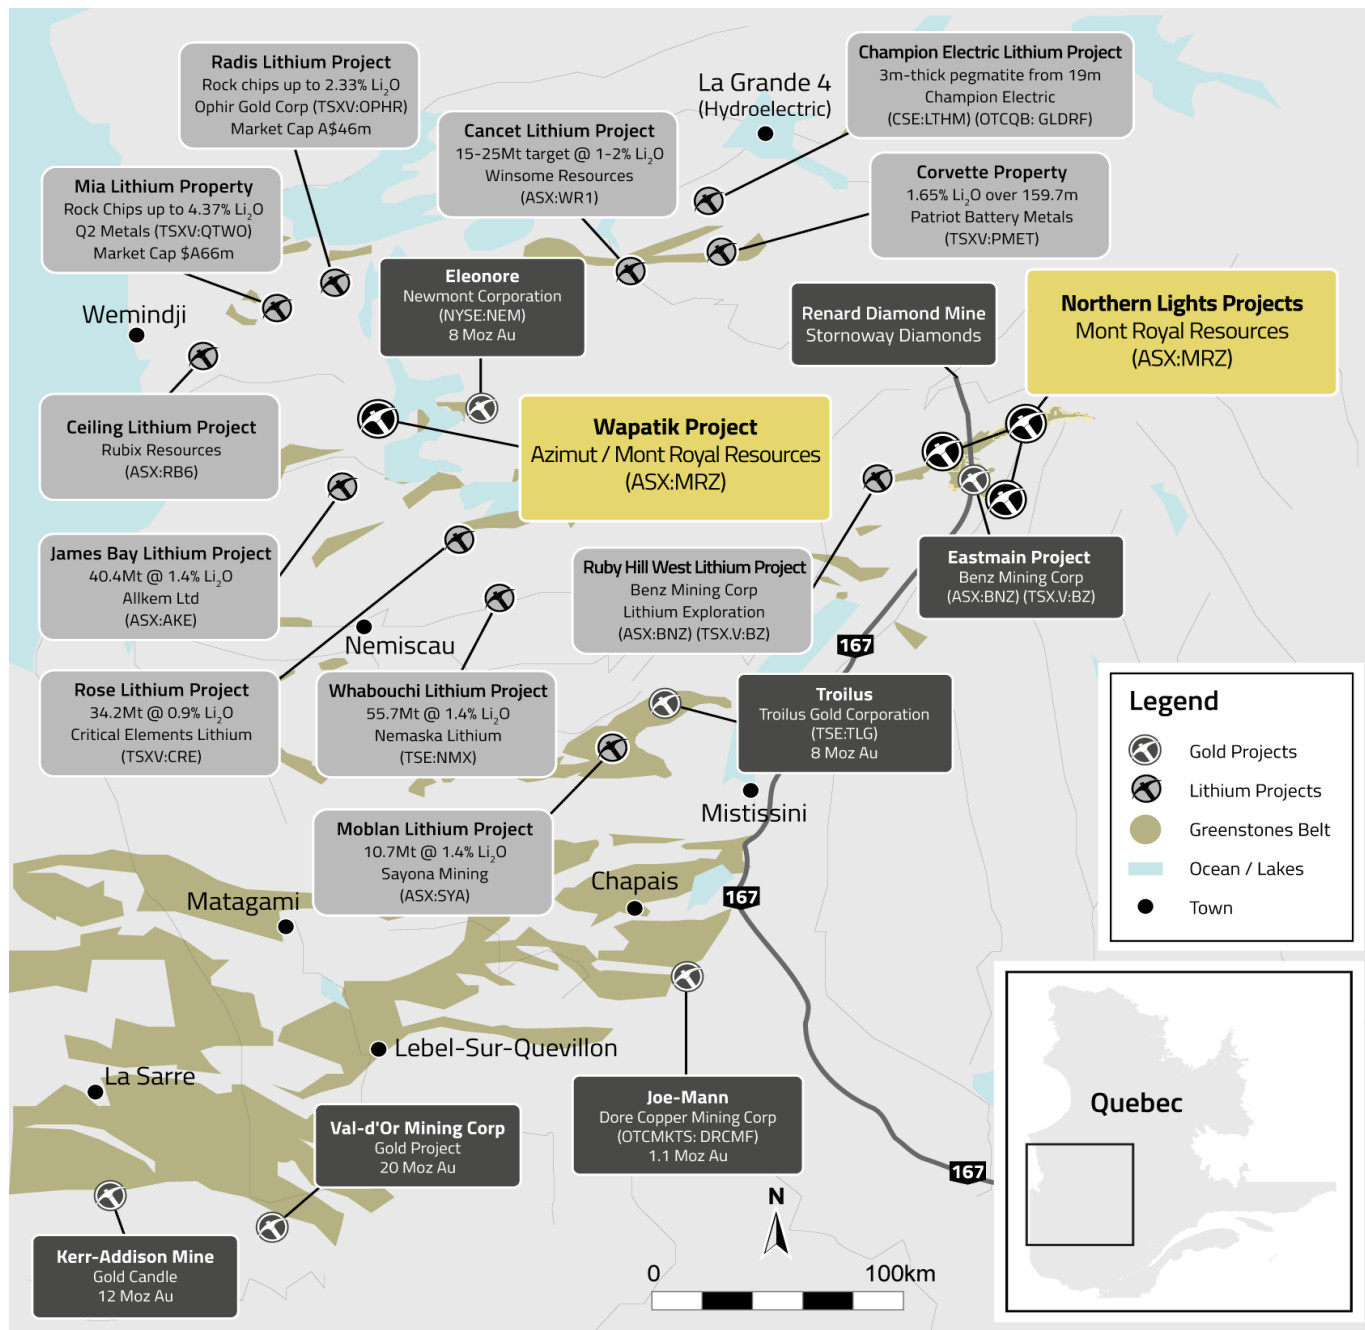 Radis Lithium Project
Rock chips up to 2.33% Li₂O
Ophir Gold Corp (TSXV:OPHR)
Market Cap A$46m
Champion Electric Lithium Project
3m-thick pegmatite from 19m
Champion Electric
(CSE:LTHM) (OTCQB: GLDRF)
La Grande 4
(Hydroelectric)
Cancet Lithium Project
15-25Mt target @ 1-2% Li₂O
Winsome Resources
(ASX:WR1)
Corvette Property
1.65% Li₂O over 159.7m
Patriot Battery Metals
(TSXV:PMET)
Mia Lithium Property
Rock Chips up to 4.37% Li₂O
Q2 Metals (TSXV:QTWO)
Market Cap $A66m
Eleonore
Newmont Corporation
(NYSE:NEM)
8 Moz Au
Renard Diamond Mine
Stornoway Diamonds
Northern Lights Projects
Mont Royal Resources
(ASX:MRZ)
Wemindji
Ceiling Lithium Project
Rubix Resources
(ASX:RB6)
Wapatik Project
Azimut / Mont Royal Resources
(ASX:MRZ)
James Bay Lithium Project
40.4Mt @ 1.4% Li₂O
Allkem Ltd
(ASX:AKE)
Ruby Hill West Lithium Project
Benz Mining Corp
Lithium Exploration
(ASX:BNZ) (TSX.V:BZ)
Eastmain Project
Benz Mining Corp
(ASX:BNZ) (TSX.V:BZ)
Nemiscau
167
Rose Lithium Project
34.2Mt @ 0.9% Li₂O
Critical Elements Lithium
(TSXV:CRE)
Whabouchi Lithium Project
55.7Mt @ 1.4% Li₂O
Nemaska Lithium
(TSE:NMX)
Troilus
Troilus Gold Corporation
(TSE:TLG)
8 Moz Au
Legend
Gold Projects
Lithium Projects
Greenstones Belt
Ocean / Lakes
Town
Mistissini
Moblan Lithium Project
10.7Mt @ 1.4% Li₂O
Sayona Mining
(ASX:SYA)
Chapais
167
Matagami
Lebel-Sur-Quevillon
La Sarre
Joe-Mann
Dore Copper Mining Corp
(OTCMKTS: DRCMF)
1.1 Moz Au
Val-d'Or Mining Corp
Gold Project
20 Moz Au
Quebec
167
N
Kerr-Addison Mine
Gold Candle
12 Moz Au
0 100km